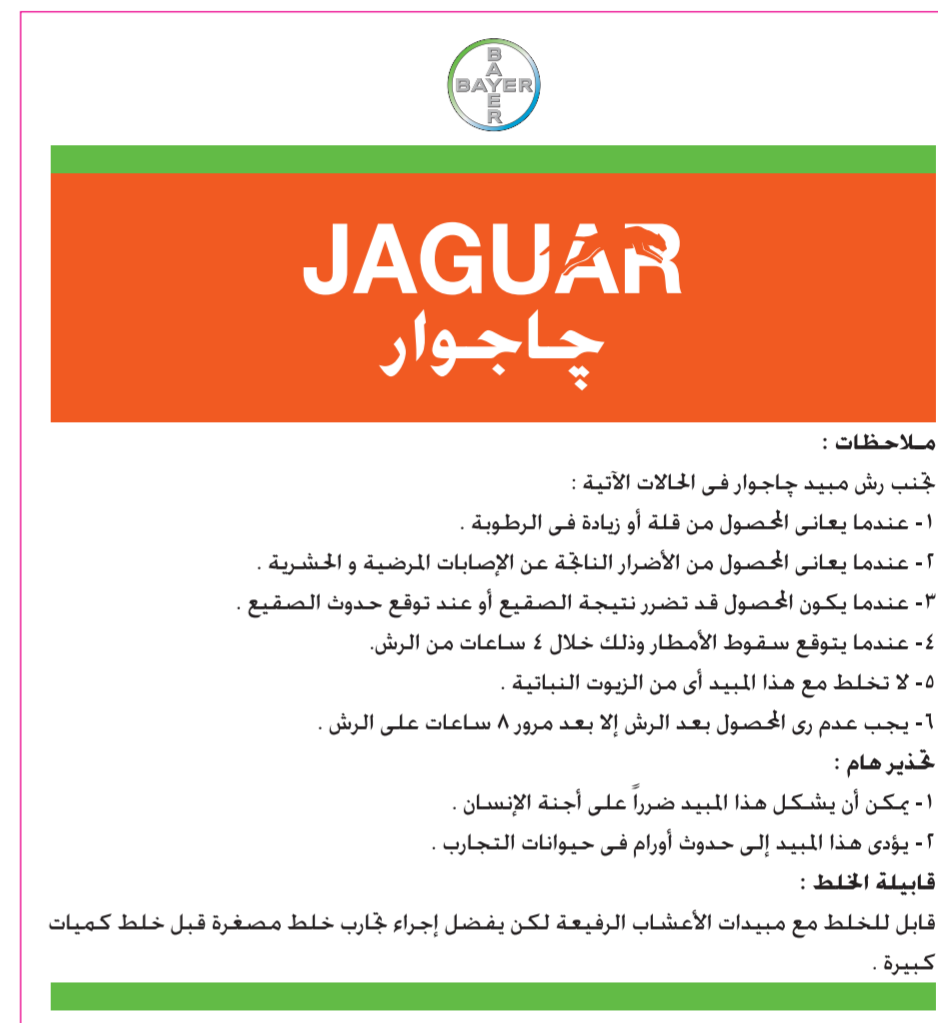 BAYER
BAYER
JAGUAR
چاجوار
ملاحظات :
تجنب رش مبيد چاجوار فى الحالات الآتية :
١- عندما يعانى المحصول من قلة أو زيادة فى الرطوبة .
٢- عندما يعانى المحصول من الأضرار الناتجة عن الإصابات المرضية و الحشرية .
٣- عندما يكون المحصول قد تضرر نتيجة الصقيع أو عند توقع حدوث الصقيع .
٤- عندما يتوقع سقوط الأمطار وذلك خلال ٤ ساعات من الرش.
٥- لا تخلط مع هذا المبيد أى من الزيوت النباتية .
٦- يجب عدم رى المحصول بعد الرش إلا بعد مرور ٨ ساعات على الرش .
تحذير هام :
١- يمكن أن يشكل هذا المبيد ضرراً على أجنة الإنسان .
٢- يؤدى هذا المبيد إلى حدوث أورام فى حيوانات التجارب .
قابيلة الخلط :
قابل للخلط مع مبيدات الأعشاب الرفيعة لكن يفضل إجراء تجارب خلط مصغرة قبل خلط كميات
كبيرة .